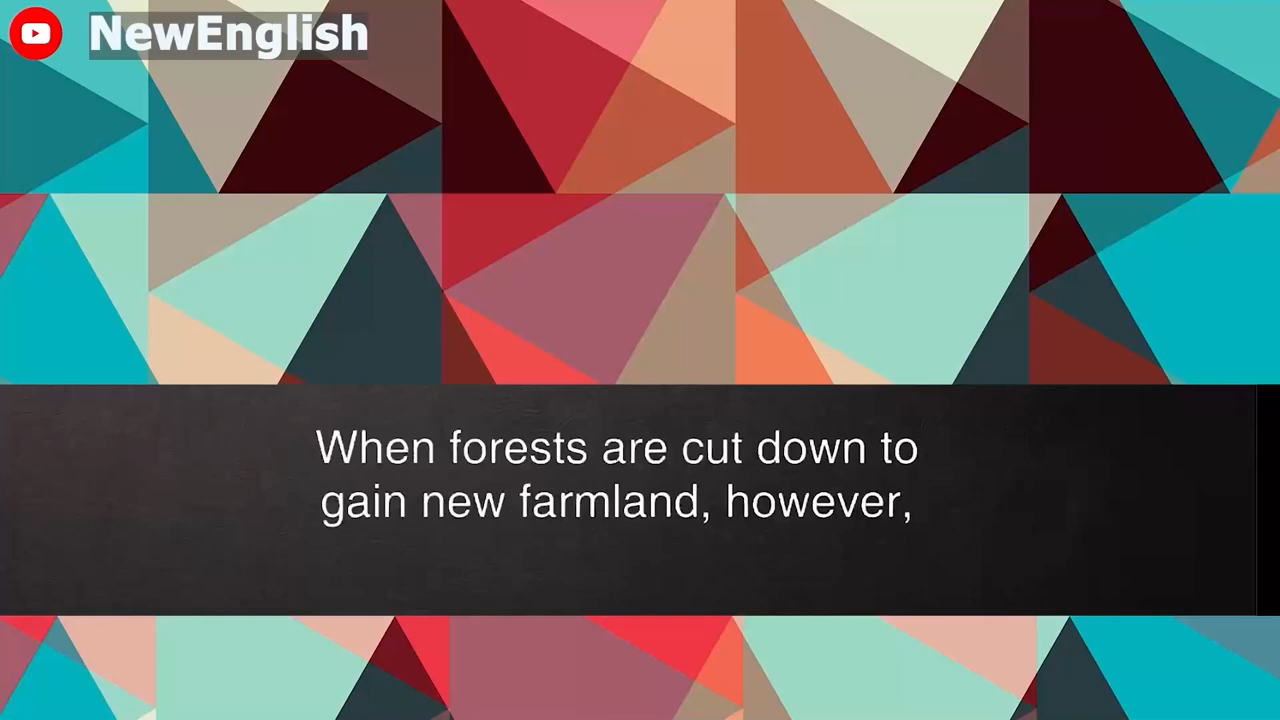 NewEnglish
When forests are cut down to
gain new farmland, however,